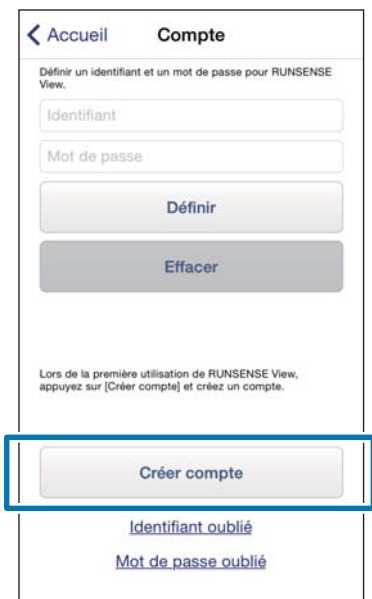 Accueil Compte
Définir un identifiant et un mot de passe pour RUNSENSE
View.
Identifiant
Mot de passe
Définir
Effacer
Lors de la première utilisation de RUNSENSE View,
appuyez sur [Créer compte] et créez un compte.
Créer compte
Identifiant oublié
Mot de passe oublié